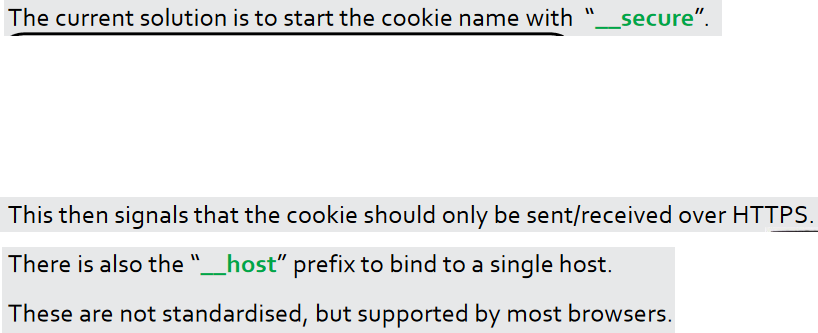 The current solution is to start the cookie name with “__secure”.
This then signals that the cookie should only be sent/received over HTTPS.
There is also the “__host” prefix to bind to a single host.
These are not standardised, but supported by most browsers.